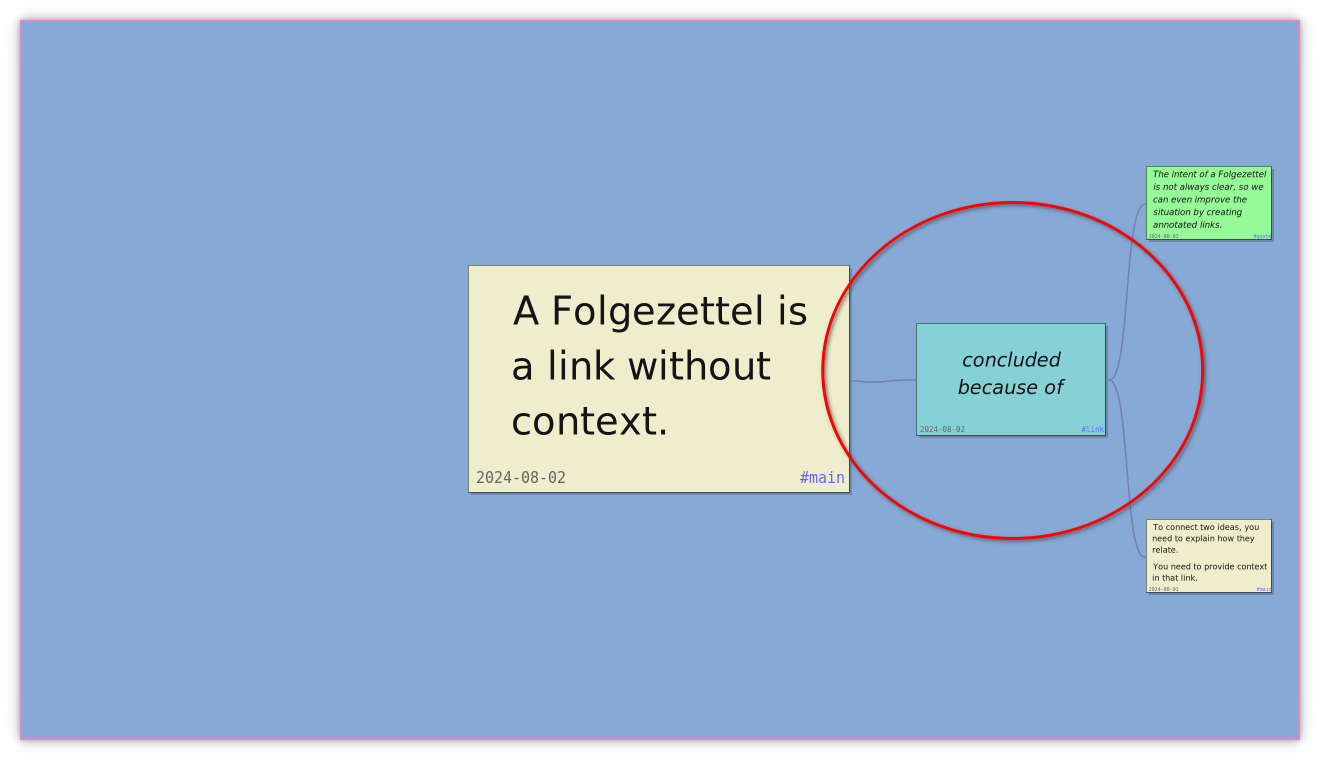 A Folgezettel is
a link without
context.
2024-08-02 #main
concluded
because of
2024-08-02 #link
The intent of a Folgezettel
is not always clear, so we
can even improve the
situation by creating
annotated links.
2024-08-02 #quote
To connect two ideas, you
need to explain how they
relate.
You need to provide context
in that link.
2024-08-01 #main